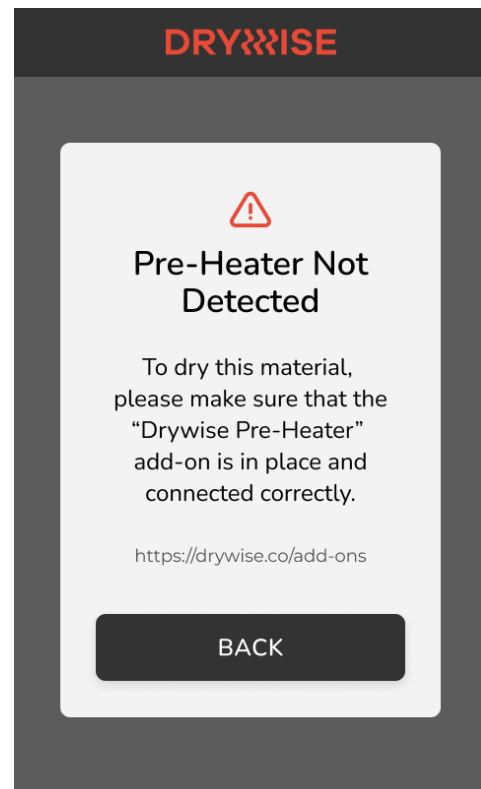 DRYWISE
Pre-Heater Not
Detected
To dry this material,
please make sure that the
“Drywise Pre-Heater”
add-on is in place and
connected correctly.
https://drywise.co/add-ons
BACK